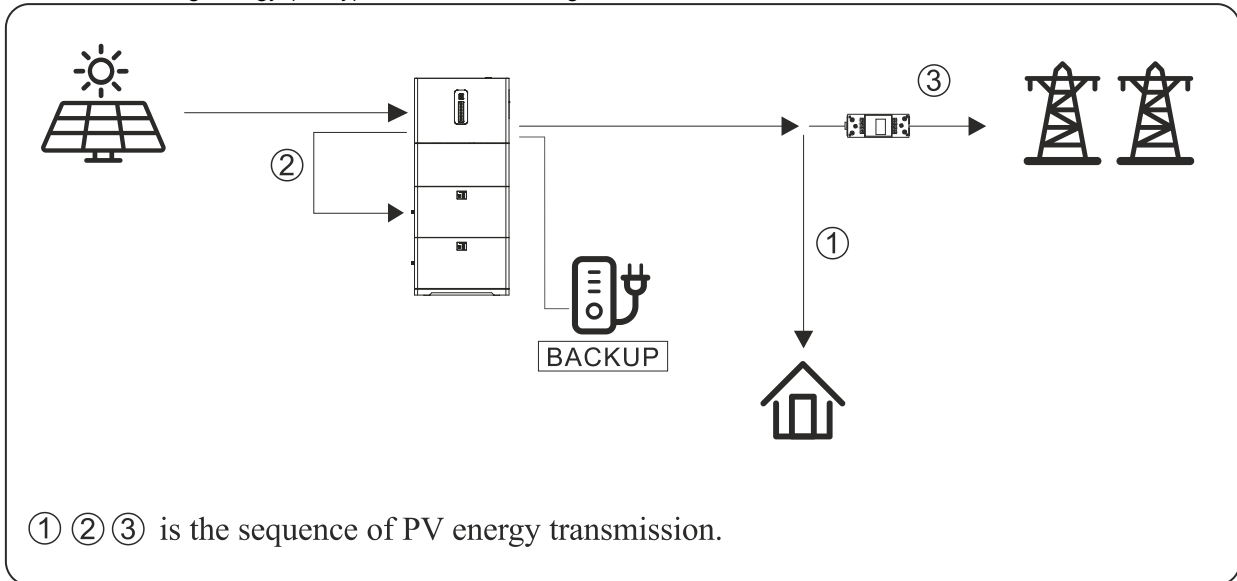 ③
②
①
BACKUP
① ② ③ is the sequence of PV energy transmission.